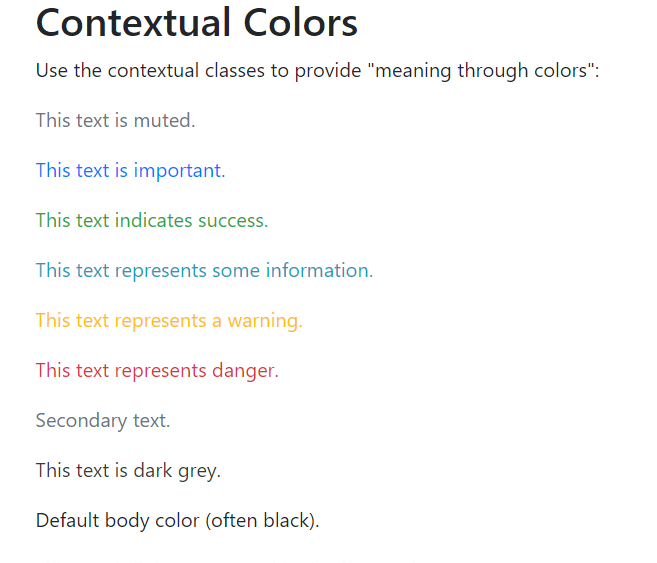 Contextual Colors
Use the contextual classes to provide "meaning through colors":
This text is muted.
This text is important.
This text indicates success.
This text represents some information.
This text represents a warning.
This text represents danger.
Secondary text.
This text is dark grey.
Default body color (often black).